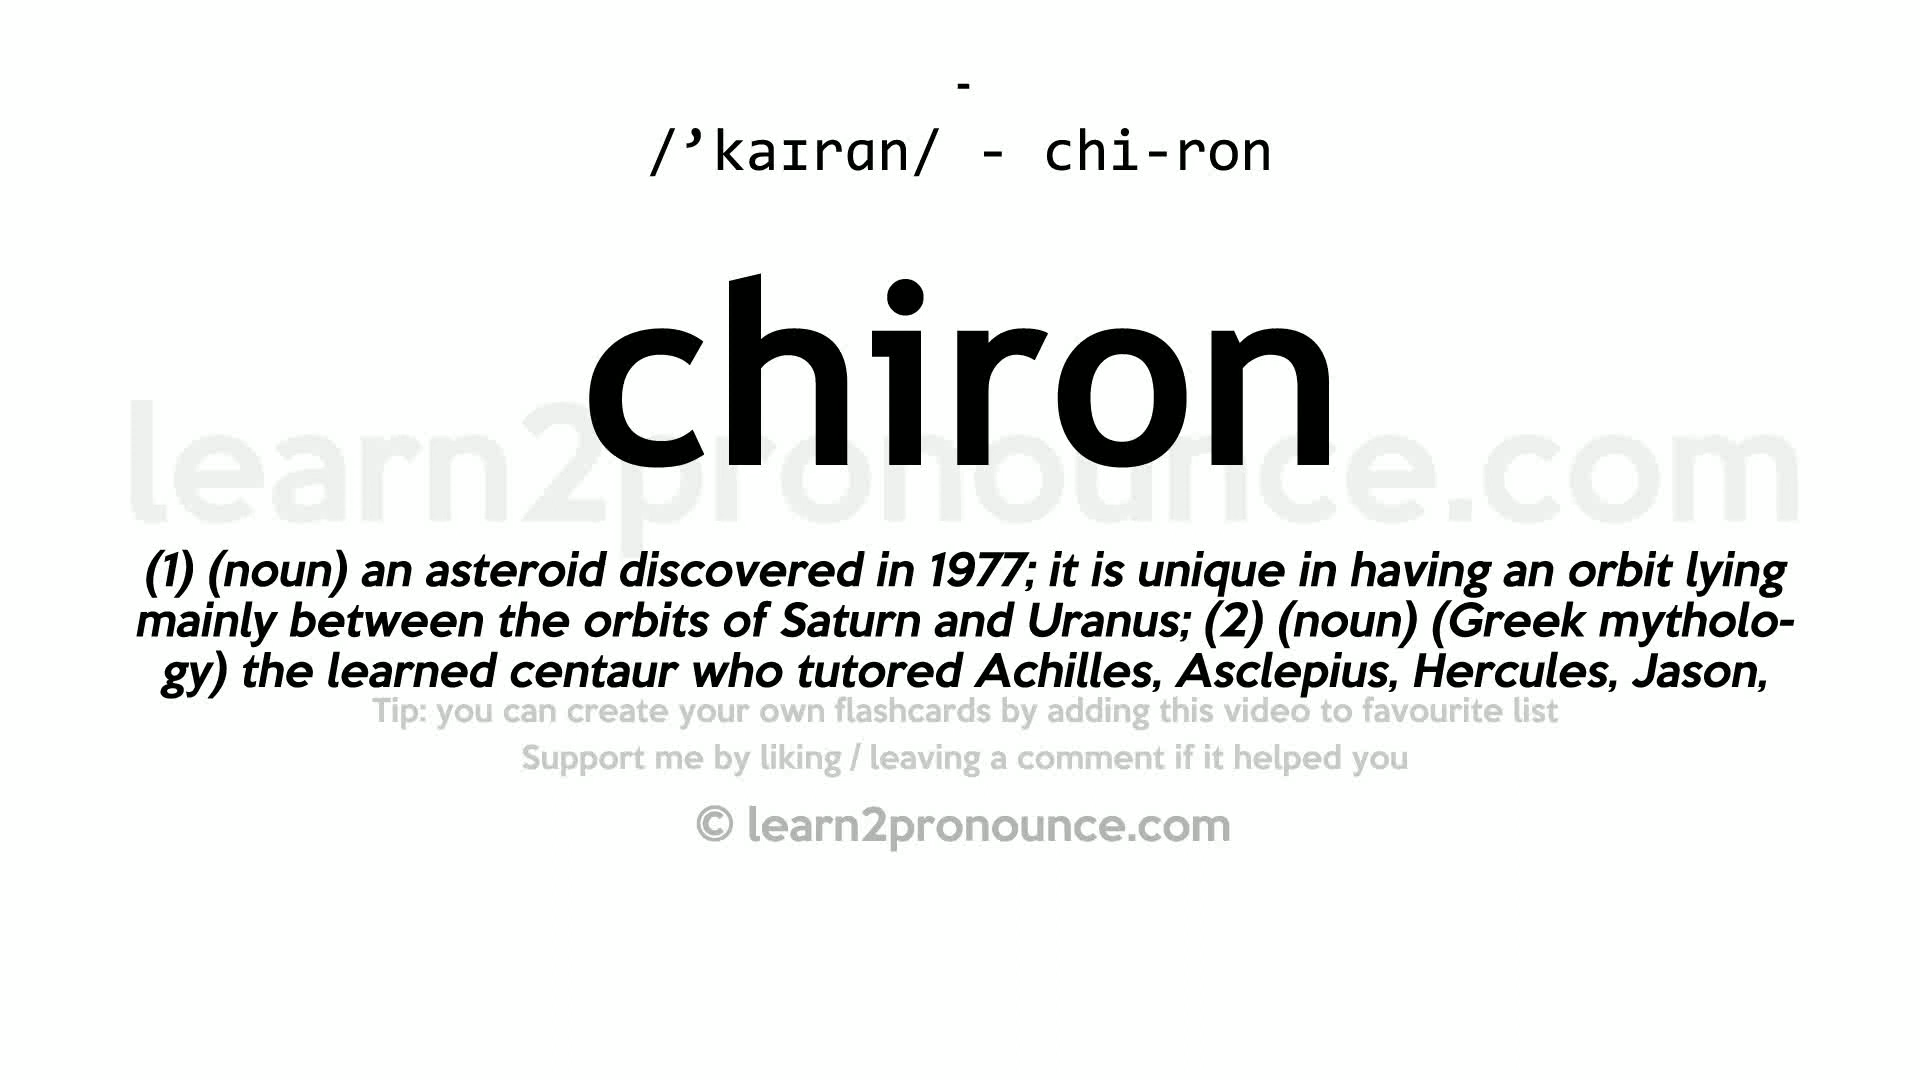 -
/’kaɪrɑn/ - chi-ron
chiron
learn2pronounce.com
(1) (noun) an asteroid discovered in 1977; it is unique in having an orbit lying
mainly between the orbits of Saturn and Uranus; (2) (noun) (Greek mytholo-
gy) the learned centaur who tutored Achilles, Asclepius, Hercules, Jason,
Tip: you can create your own flashcards by adding this video to favourite list
Support me by liking / leaving a comment if it helped you
© learn2pronounce.com